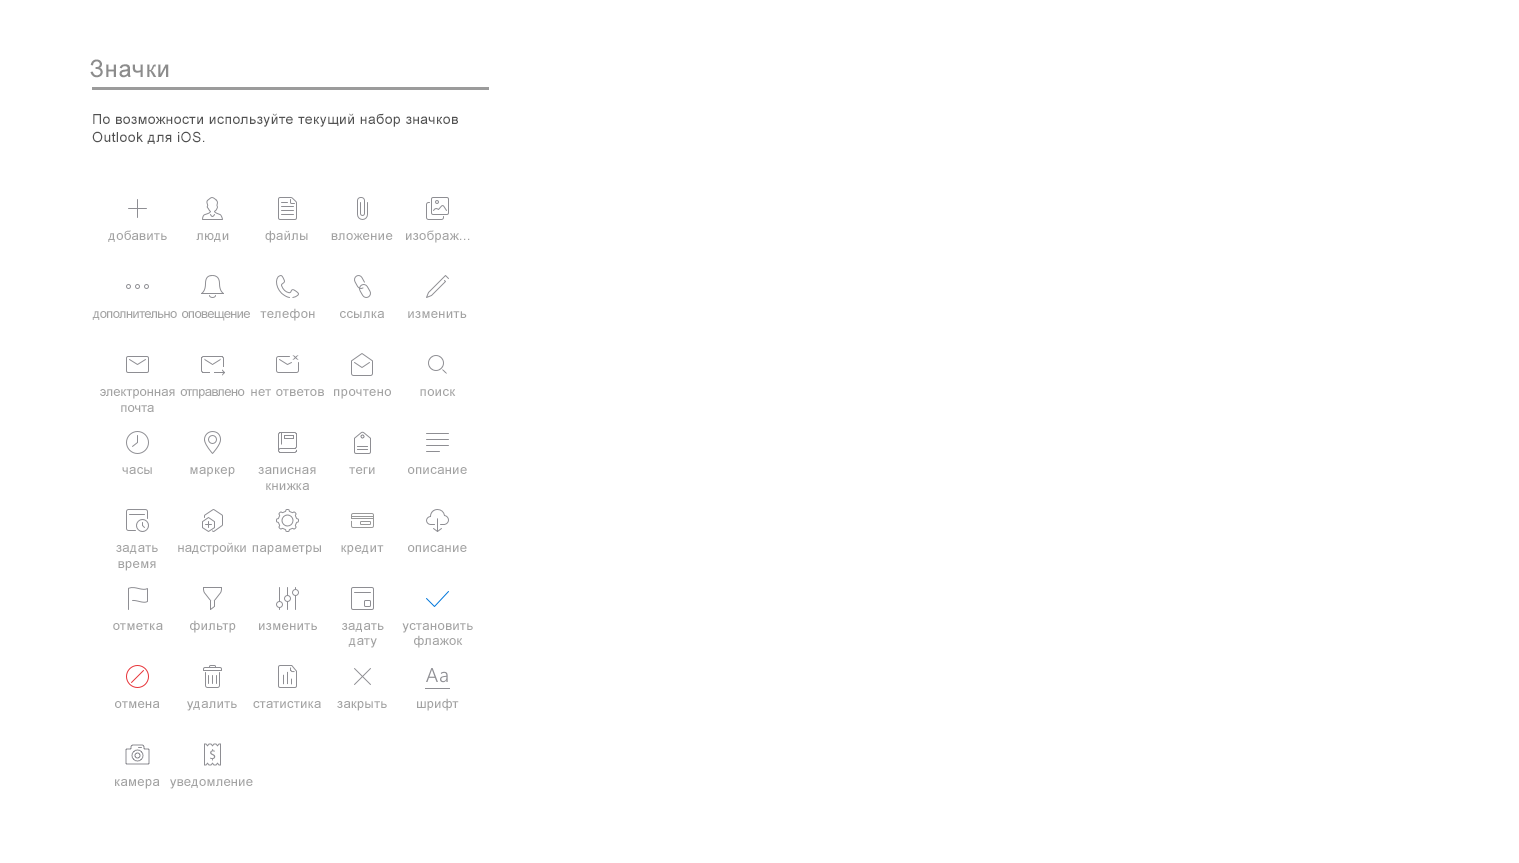 Значки
По возможности используйте текущий набор значков
Outlook для iOS.
добавить люди файлы вложение изображ...
дополнительно оповещение телефон ссылка изменить
электронная отправлено нет ответов прочтено поиск
почта
часы маркер записная теги описание
книжка
задать надстройки параметры кредит описание
время
отметка фильтр изменить задать установить
дату флажок
Aa
отмена удалить статистика закрыть шрифт
$
камера уведомление